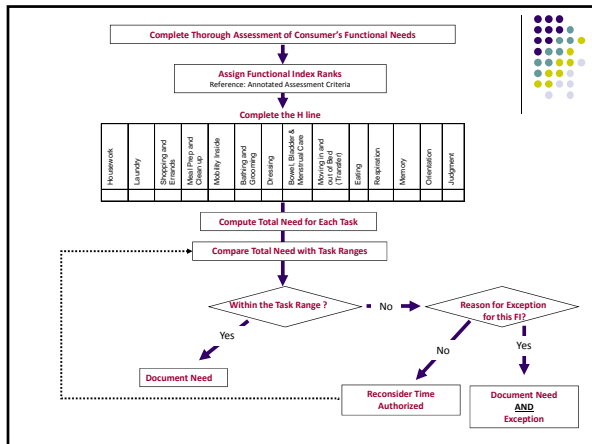 Complete Thorough Assessment of Consumer's Functional Needs
Assign Functional Index Ranks
Reference: Annotated Assessment Criteria
Complete the H line
Housework
Laundry
Shopping and
Errands
Meal Prep and
Clean up
Mobility Inside
Bathing and
Grooming
Dressing
Bowel, Bladder &
Menstrual Care
Moving in and
out of Bed
(Transfer)
Eating
Respiration
Memory
Orientation
Judgment
Compute Total Need for Each Task
Compare Total Need with Task Ranges
Within the Task Range ?
No
Reason for Exception
for this FI?
Yes
No
Yes
Document Need
Reconsider Time
Authorized
Document Need
AND
Exception